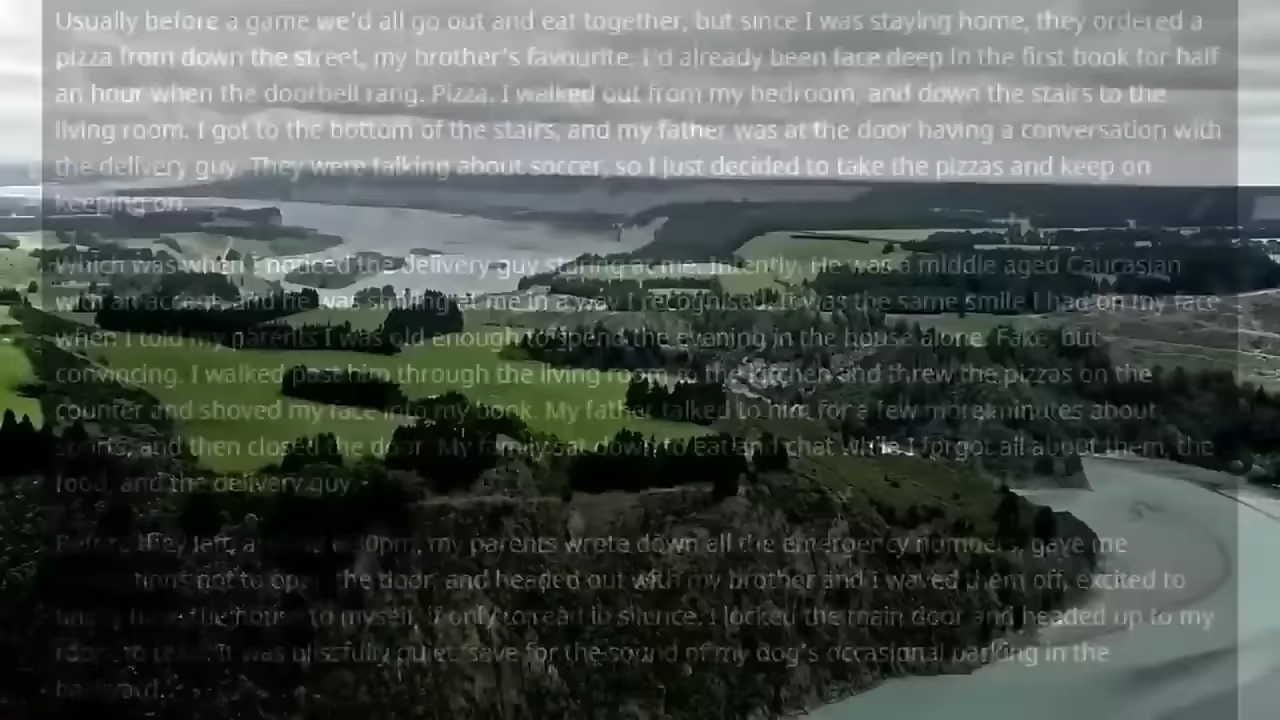 Usually before a game we'd all go out and eat together, but since I was staying home, they ordered a
pizza from down the street, my brother's favourite. I'd already been face deep in the first book for half
an hour when the doorbell rang. Pizza. I walked out from my bedroom, and down the stairs to the
living room. I got to the bottom of the stairs, and my father was at the door having a conversation with
the delivery guy. They were talking about soccer, so I just decided to take the pizzas and keep on
keeping on.
Which was when I noticed the delivery guy staring at me. Intently. He was a middle aged Caucasian
with an accent, and he was smiling at me in a way I recognised. It was the same smile I had on my face
when I told my parents I was old enough to spend the evening in the house alone. Fake, but
convincing. I walked past him through the living room to the kitchen and threw the pizzas on the
counter and shoved my face into my book. My father talked to him for a few more minutes about
sports, and then closed the door. My family sat down to eat and chat while I forgot all about them, the
food, and the delivery guy.
Before they left, my parents wrote down all the emergency numbers, gave me
not to open the door, and headed out with my brother and I waved them off, excited to
the house to myself, if only to read in silence. I locked the main door and headed up to my
room to read. It was blissfully quiet, save for the sound of my dog's occasional barking in the
backyard.